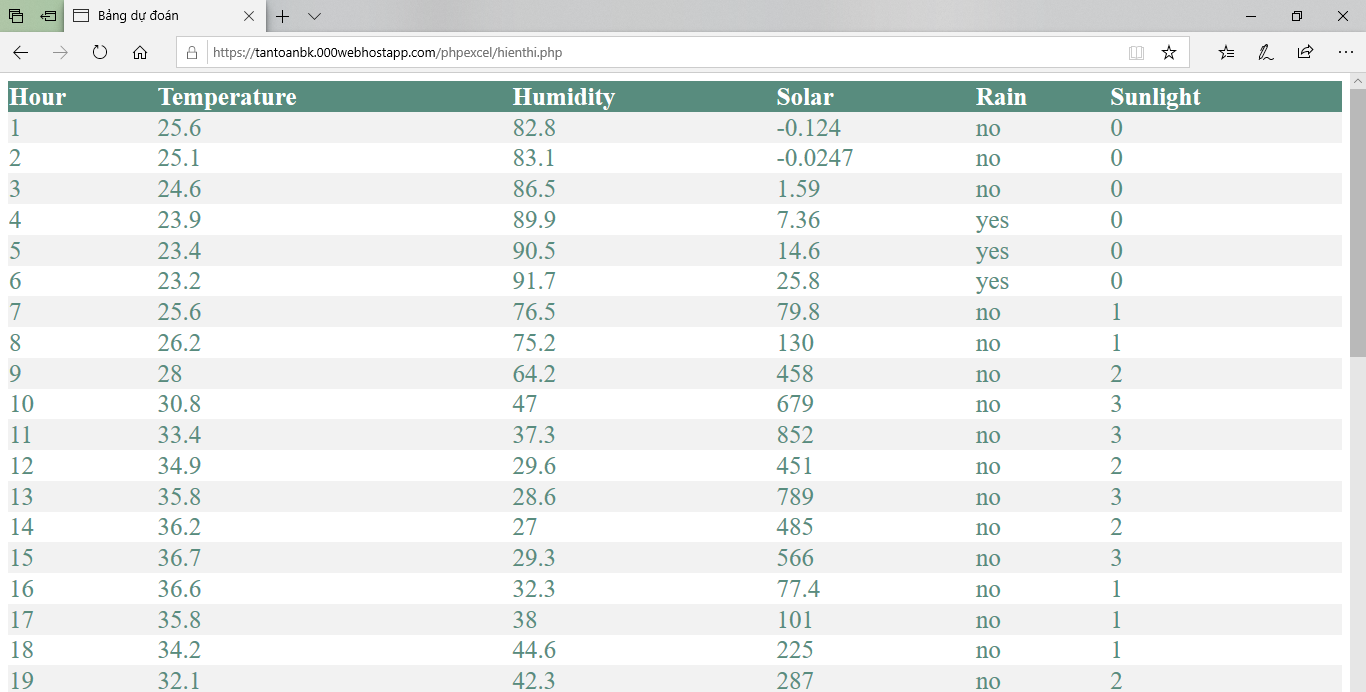 Bảng dự đoán
https://tantoanbk.000webhostapp.com/phpexcel/hienthi.php
Hour Temperature Humidity Solar Rain Sunlight
1 25.6 82.8 -0.124 no 0
2 25.1 83.1 -0.0247 no 0
3 24.6 86.5 1.59 no 0
4 23.9 89.9 7.36 yes 0
5 23.4 90.5 14.6 yes 0
6 23.2 91.7 25.8 yes 0
7 25.6 76.5 79.8 no 1
8 26.2 75.2 130 no 1
9 28 64.2 458 no 2
10 30.8 47 679 no 3
11 33.4 37.3 852 no 3
12 34.9 29.6 451 no 2
13 35.8 28.6 789 no 3
14 36.2 27 485 no 2
15 36.7 29.3 566 no 3
16 36.6 32.3 77.4 no 1
17 35.8 38 101 no 1
18 34.2 44.6 225 no 1
19 32.1 42.3 287 no 2